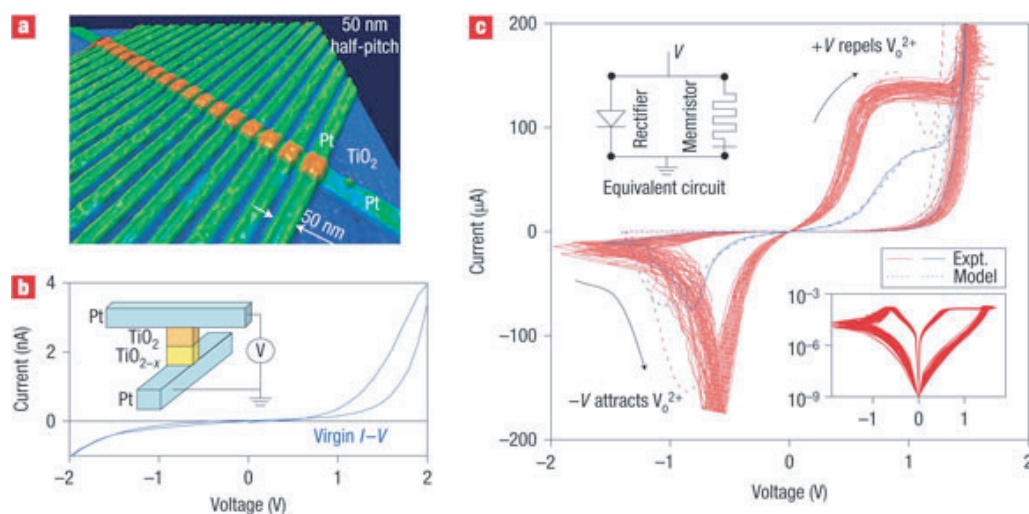 a
50 nm
half-pitch
Pt
TiO2
Pt
50 nm
b
Current (nA)
4
2
0
Pt
TiO2
TiO2–x
Pt
V
Virgin I–V
–2
–1
0
1
2
Voltage (V)
c
Current (μA)
200
100
0
–100
–200
V
Rectifier
Memristor
Equivalent circuit
+V repels Vo2+
–V attracts Vo2+
Expt.
Model
10–3
10–6
10–9
–1
0
1
–2
–1
0
1
Voltage (V)